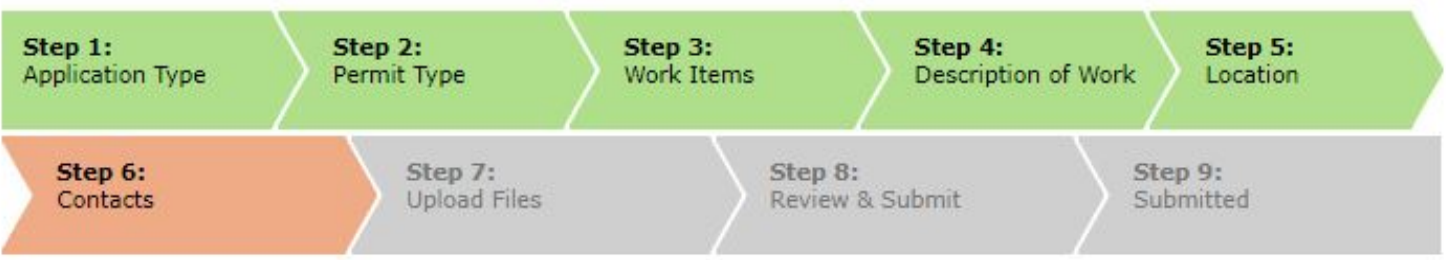 Step 1:
Application Type
Step 2:
Permit Type
Step 3:
Work Items
Step 4:
Description of Work
Step 5:
Location
Step 6:
Contacts
Step 7:
Upload Files
Step 8:
Review & Submit
Step 9:
Submitted